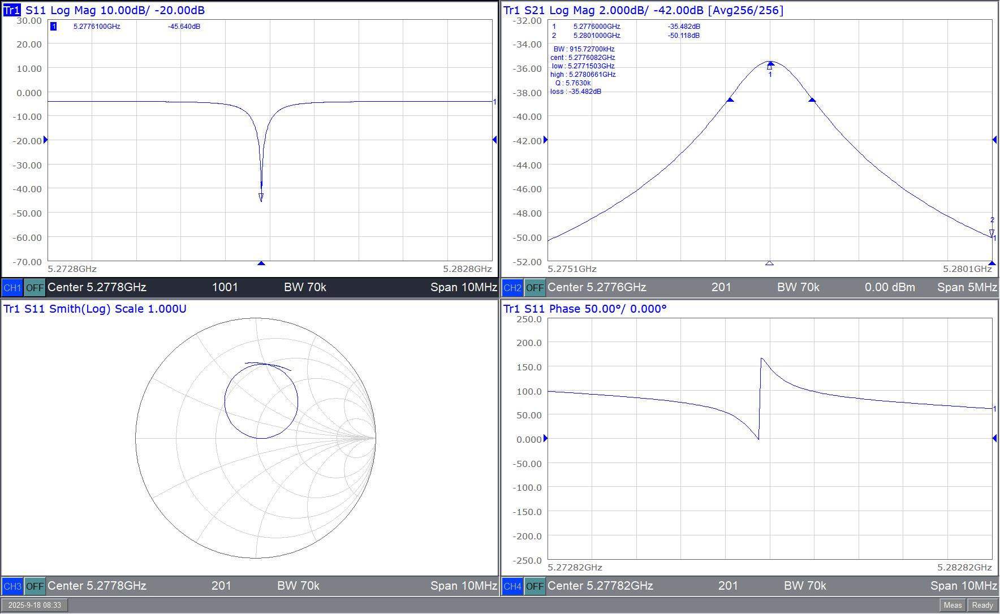 Tr1 S11 Log Mag 10.00dB/ -20.00dB
30.00
20.00
10.00
0.000
-10.00
-20.00
-30.00
-40.00
-50.00
-60.00
-70.00
1 5.2776100GHz -45.640dB
1
5.2728GHz 5.2828GHz
CH1 OFF Center 5.2778GHz 1001 BW 70k Span 10MHz
Tr1 S21 Log Mag 2.000dB/ -42.00dB [Avg256/256]
-32.00
-34.00
-36.00
-38.00
-40.00
-42.00
-44.00
-46.00
-48.00
-50.00
-52.00
1 5.2776000GHz -35.482dB
2 5.2801000GHz -50.118dB
BW : 915.72700kHz
cent : 5.2776082GHz
low : 5.2771503GHz
high : 5.2780661GHz
Q : 5.7630k
loss : -35.482dB
1
2
1
5.2751GHz 5.2801GHz
CH2 OFF Center 5.2776GHz 201 BW 70k 0.00 dBm Span 5MHz
Tr1 S11 Smith(Log) Scale 1.000U
CH3 OFF Center 5.2778GHz 201 BW 70k Span 10MHz
Tr1 S11 Phase 50.00°/ 0.000°
250.0
200.0
150.0
100.0
50.00
0.000
-50.00
-100.0
-150.0
-200.0
-250.0
1
5.27282GHz 5.28282GHz
CH4 OFF Center 5.27782GHz 201 BW 70k Span 10MHz
2025-9-18 08:33 Meas Ready